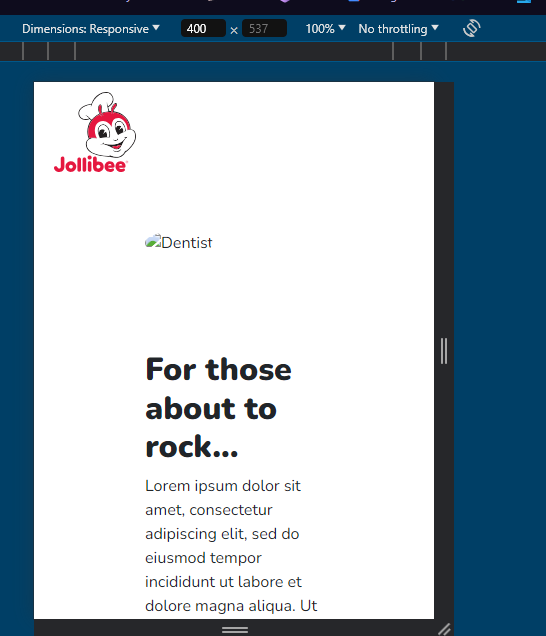 Dimensions: Responsive ▼ 400 × 537 100% ▼ No throttling ▼
Jollibee
Dentist
For those
about to
rock...
Lorem ipsum dolor sit
amet, consectetur
adipiscing elit, sed do
eiusmod tempor
incididunt ut labore et
dolore magna aliqua. Ut